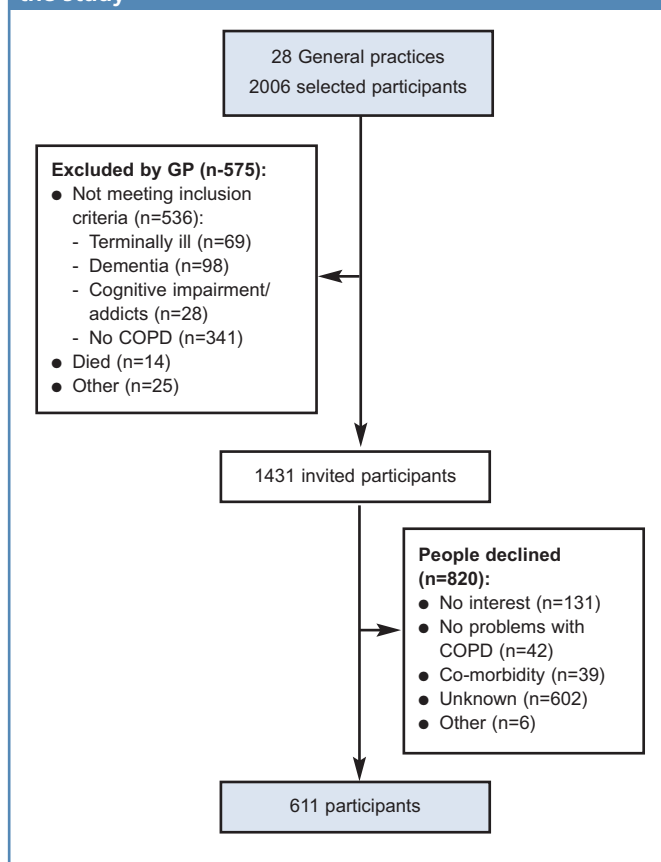 the study
28 General practices
2006 selected participants
Excluded by GP (n-575):
● Not meeting inclusion
criteria (n=536):
- Terminally ill (n=69)
- Dementia (n=98)
- Cognitive impairment/
addicts (n=28)
- No COPD (n=341)
● Died (n=14)
● Other (n=25)
1431 invited participants
People declined
(n=820):
● No interest (n=131)
● No problems with
COPD (n=42)
● Co-morbidity (n=39)
● Unknown (n=602)
● Other (n=6)
611 participants